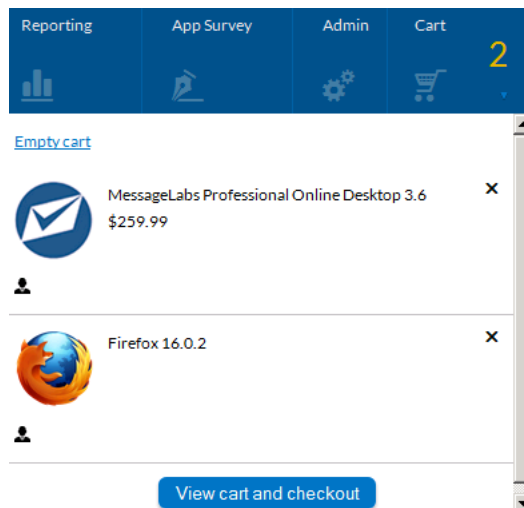 Reporting App Survey Admin Cart
2
Empty cart
MessageLabs Professional Online Desktop 3.6
$259.99
Firefox 16.0.2
View cart and checkout